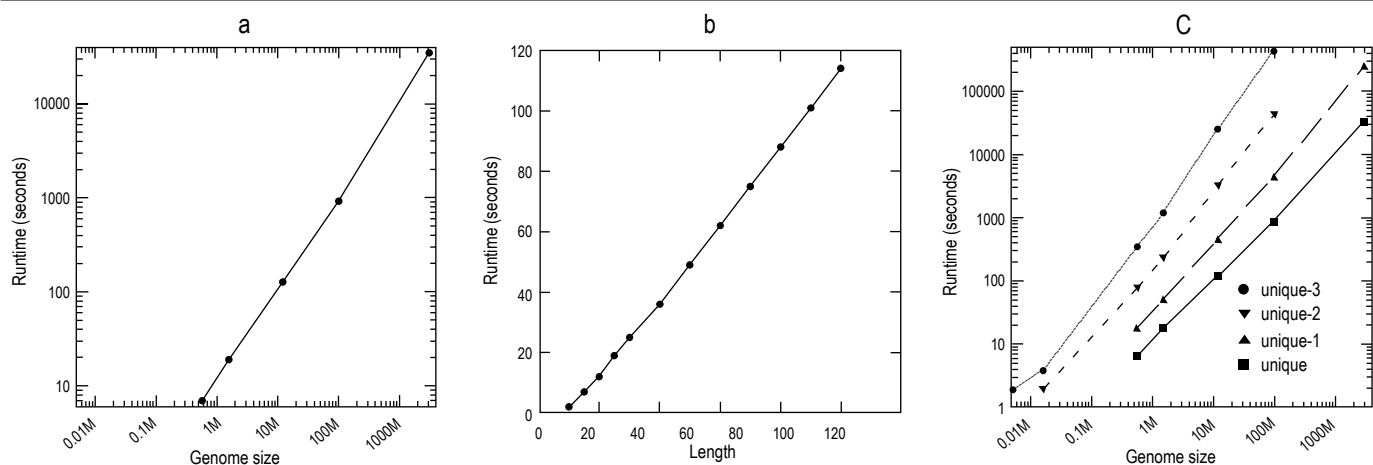 a
Runtime (seconds)
10000
1000
100
10
0.01M 0.1M 1M 10M 100M 1000M
Genome size
b
Runtime (seconds)
120
100
80
60
40
20
0
0 20 40 60 80 100 120
Length
C
Runtime (seconds)
100000
10000
1000
100
10
1
unique-3
unique-2
unique-1
unique
0.01M 0.1M 1M 10M 100M 1000M
Genome size